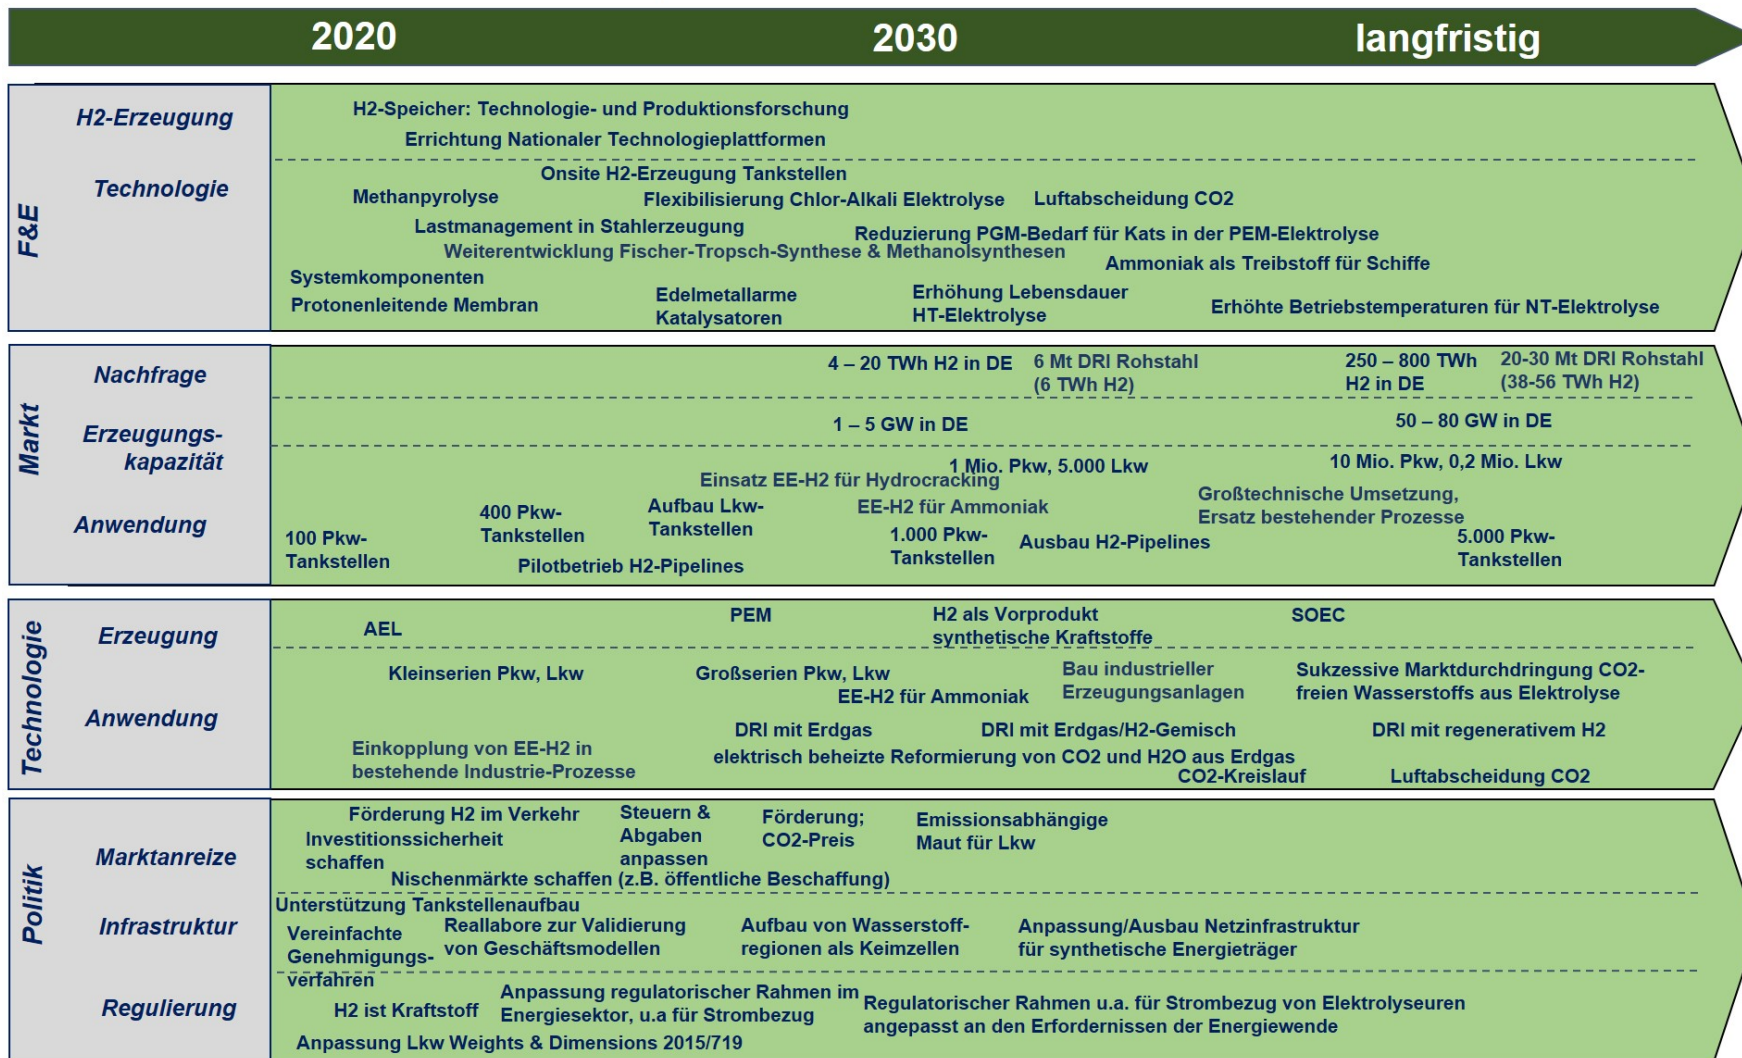 2020
2030
langfristig
F&E
H2-Erzeugung
H2-Speicher: Technologie- und Produktionsforschung
Errichtung Nationaler Technologieplattformen
Technologie
Onsite H2-Erzeugung Tankstellen
Methanpyrolyse
Flexibilisierung Chlor-Alkali Elektrolyse
Luftabscheidung CO2
Lastmanagement in Stahlerzeugung
Reduzierung PGM-Bedarf für Kats in der PEM-Elektrolyse
Weiterentwicklung Fischer-Tropsch-Synthese & Methanolsynthesen
Ammoniak als Treibstoff für Schiffe
Systemkomponenten
Protonenleitende Membran
Edelmetallarme
Katalysatoren
Erhöhung Lebensdauer
HT-Elektrolyse
Erhöhte Betriebstemperaturen für NT-Elektrolyse
Markt
Nachfrage
4 – 20 TWh H2 in DE
6 Mt DRI Rohstahl
(6 TWh H2)
250 – 800 TWh
H2 in DE
20-30 Mt DRI Rohstahl
(38-56 TWh H2)
Erzeugungs-
kapazität
1 – 5 GW in DE
50 – 80 GW in DE
Anwendung
1 Mio. Pkw, 5.000 Lkw
10 Mio. Pkw, 0,2 Mio. Lkw
Einsatz EE-H2 für Hydrocracking
100 Pkw-
Tankstellen
400 Pkw-
Tankstellen
Aufbau Lkw-
Tankstellen
EE-H2 für Ammoniak
Großtechnische Umsetzung,
Ersatz bestehender Prozesse
1.000 Pkw-
Tankstellen
Ausbau H2-Pipelines
5.000 Pkw-
Tankstellen
Pilotbetrieb H2-Pipelines
Technologie
Erzeugung
AEL
PEM
H2 als Vorprodukt
synthetische Kraftstoffe
SOEC
Anwendung
Kleinserien Pkw, Lkw
Großserien Pkw, Lkw
EE-H2 für Ammoniak
Bau industrieller
Erzeugungsanlagen
Sukzessive Marktdurchdringung CO2-
freien Wasserstoffs aus Elektrolyse
DRI mit Erdgas
DRI mit Erdgas/H2-Gemisch
DRI mit regenerativem H2
Einkopplung von EE-H2 in
bestehende Industrie-Prozesse
elektrisch beheizte Reformierung von CO2 und H2O aus Erdgas
CO2-Kreislauf
Luftabscheidung CO2
Politik
Marktanreize
Förderung H2 im Verkehr
Investitionssicherheit
schaffen
Steuern &
Abgaben
anpassen
Förderung;
CO2-Preis
Emissionsabhängige
Maut für Lkw
Nischenmärkte schaffen (z.B. öffentliche Beschaffung)
Infrastruktur
Unterstützung Tankstellenaufbau
Vereinfachte
Genehmigungs-
verfahren
Reallabore zur Validierung
von Geschäftsmodellen
Aufbau von Wasserstoff-
regionen als Keimzellen
Anpassung/Ausbau Netzinfrastruktur
für synthetische Energieträger
Regulierung
H2 ist Kraftstoff
Anpassung regulatorischer Rahmen im
Energiesektor, u.a für Strombezug
Regulatorischer Rahmen u.a. für Strombezug von Elektrolyseuren
angepasst an den Erfordernissen der Energiewende
Anpassung Lkw Weights & Dimensions 2015/719